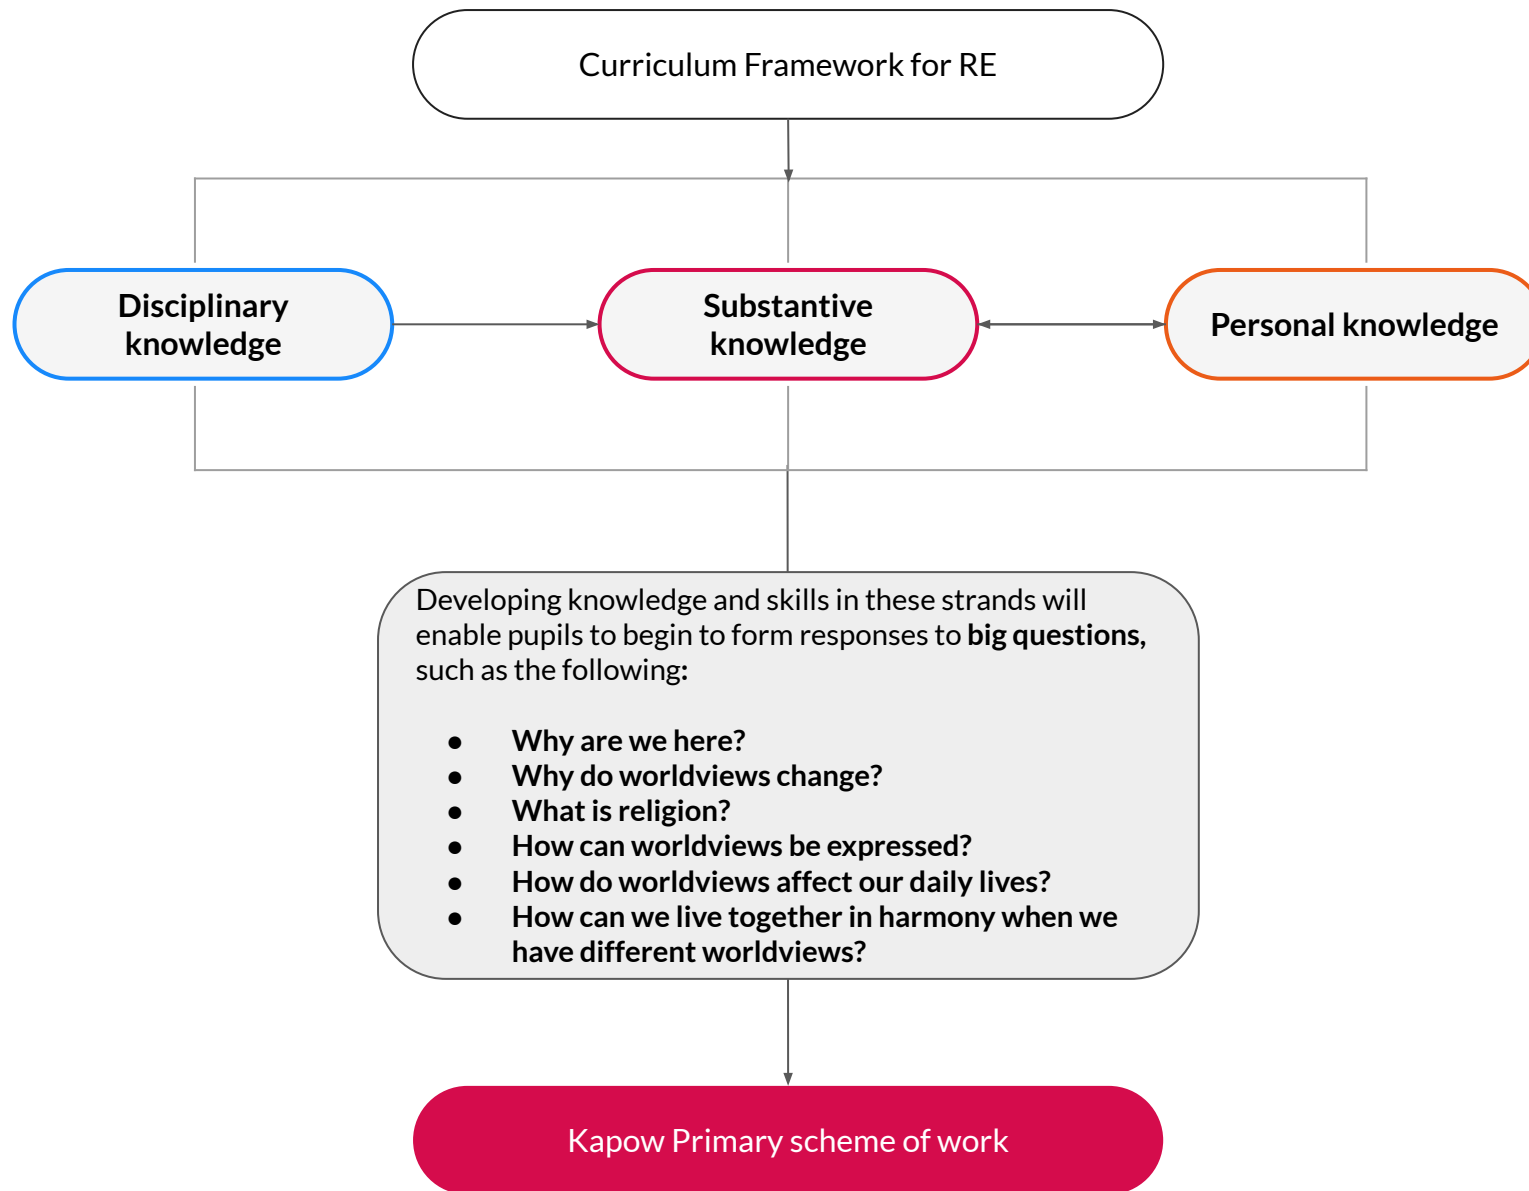 Curriculum Framework for RE
Disciplinary
knowledge
Substantive
knowledge
Personal knowledge
Developing knowledge and skills in these strands will
enable pupils to begin to form responses to big questions,
such as the following:
● Why are we here?
● Why do worldviews change?
● What is religion?
● How can worldviews be expressed?
● How do worldviews affect our daily lives?
● How can we live together in harmony when we
have different worldviews?
Kapow Primary scheme of work